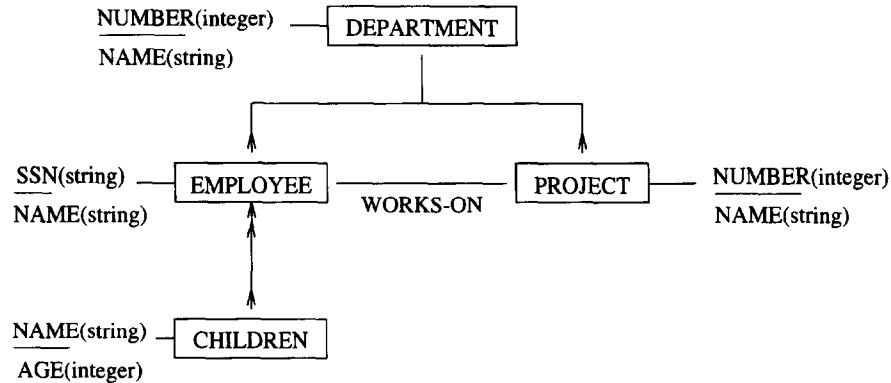 NUMBER(integer)
DEPARTMENT
NAME(string)
SSN(string)
EMPLOYEE
PROJECT
NUMBER(integer)
WORKS-ON
NAME(string)
NAME(string)
NAME(string)
CHILDREN
AGE(integer)